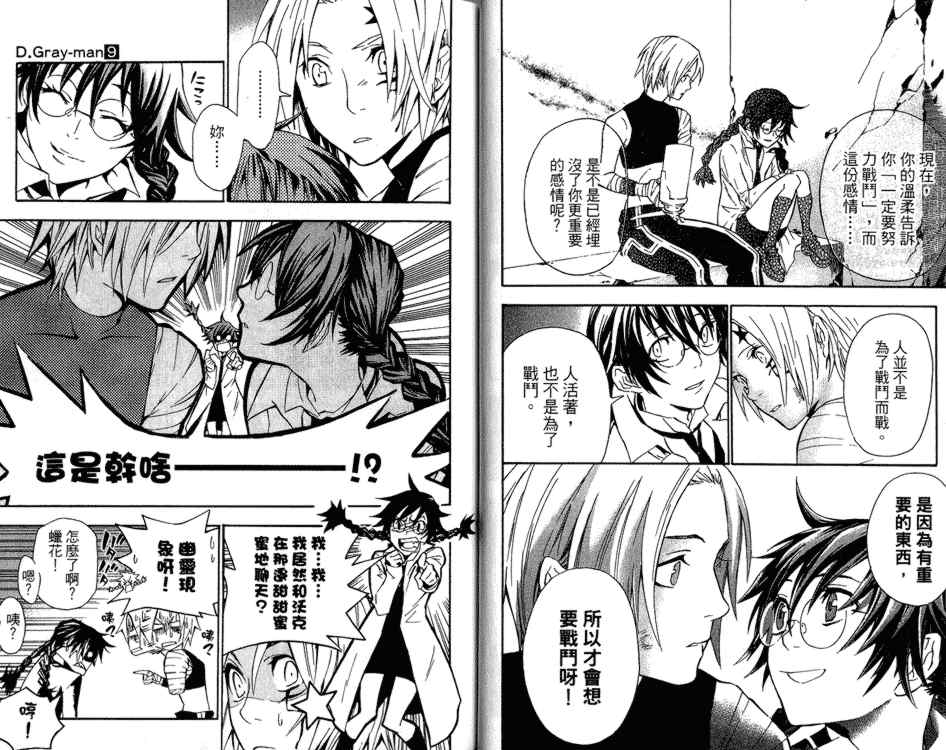 現在，
你的溫柔告訴
你「一定要努
力戰鬥」，而
這份感情……
是不是已經埋
沒了你更重要
的感情呢？
人並不是
為了戰鬥而戰。
人活著，
也不是為了
戰鬥。
是因為有重
要的東西，
所以才會想
要戰鬥呀！
D.Gray-man 9
………
妳……
這是幹啥——————!?
我…我…
我居然和沃克
在那邊甜甜蜜
蜜地聊天？
幽靈現
象呀！
咦？
咦？
怎麼了啊？
蠟花！
嗯？
咦？
哼！